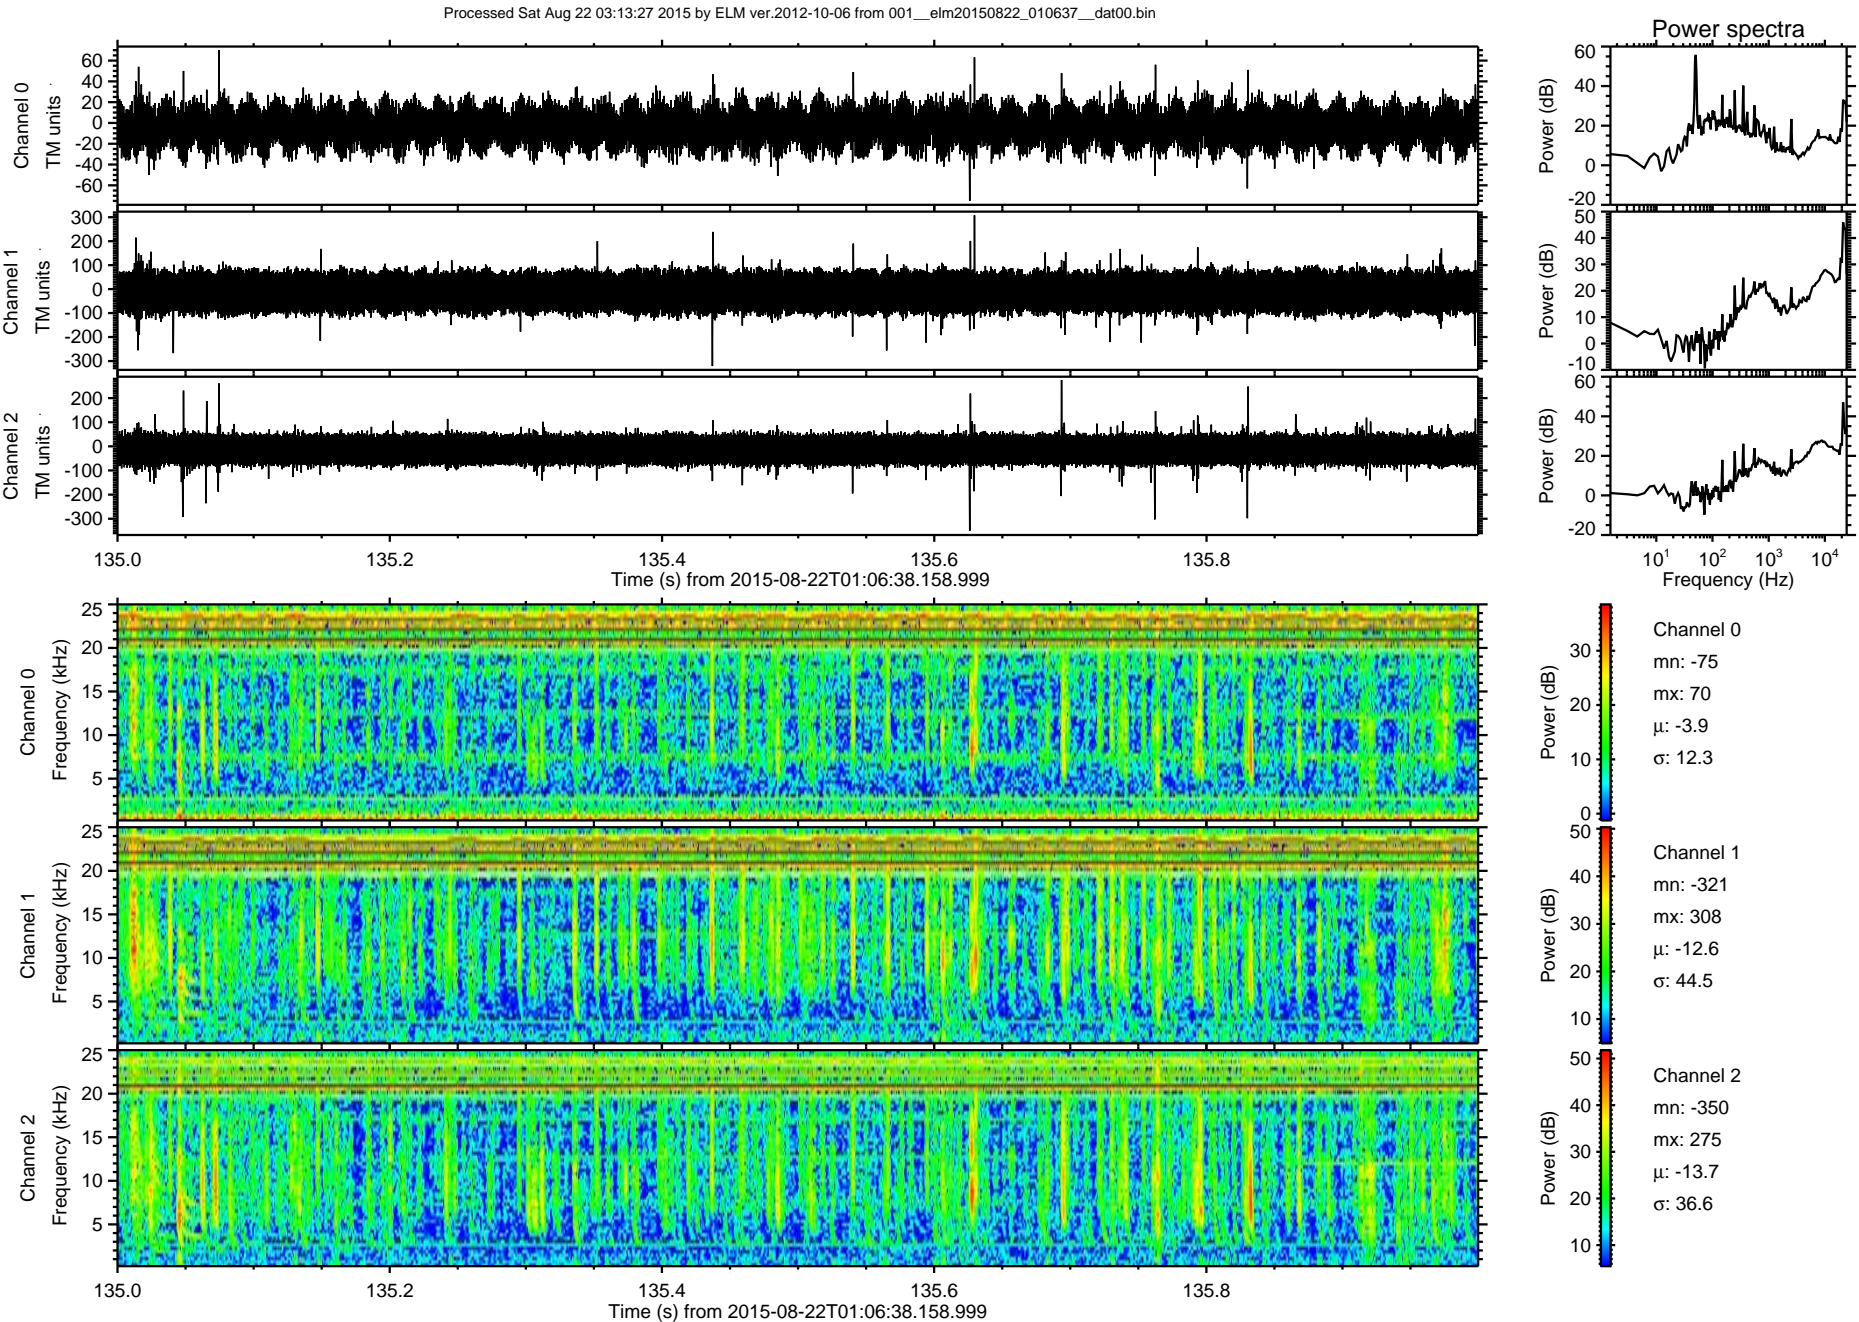 Processed Sat Aug 22 03:13:27 2015 by ELM ver.2012-10-06 from 001__elm20150822_010637__dat00.bin
Power spectra
Channel 0
TM units
60
40
20
0
-20
-40
-60
Power (dB)
60
40
20
0
-20
Channel 1
TM units
300
200
100
0
-100
-200
-300
Power (dB)
50
40
30
20
10
0
-10
Channel 2
TM units
200
100
0
-100
-200
-300
Power (dB)
60
40
20
0
-20
135.0 135.2 135.4 135.6 135.8
Time (s) from 2015-08-22T01:06:38.158.999
10^1 10^2 10^3 10^4
Frequency (Hz)
Channel 0
Frequency (kHz)
25
20
15
10
5
Power (dB)
30
20
10
0
Channel 0
mn: -75
mx: 70
μ: -3.9
σ: 12.3
Channel 1
Frequency (kHz)
25
20
15
10
5
Power (dB)
50
40
30
20
10
Channel 1
mn: -321
mx: 308
μ: -12.6
σ: 44.5
Channel 2
Frequency (kHz)
25
20
15
10
5
Power (dB)
50
40
30
20
10
Channel 2
mn: -350
mx: 275
μ: -13.7
σ: 36.6
135.0 135.2 135.4 135.6 135.8
Time (s) from 2015-08-22T01:06:38.158.999